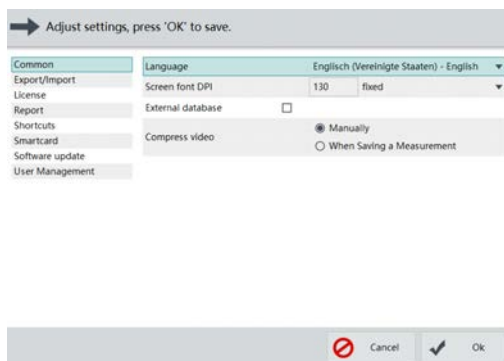 Adjust settings, press 'OK' to save.
Common
Export/Import
License
Report
Shortcuts
Smartcard
Software update
User Management
Language Englisch (Vereinigte Staaten) - English
Screen font DPI 130 fixed
External database
Compress video Manually
When Saving a Measurement
Cancel Ok